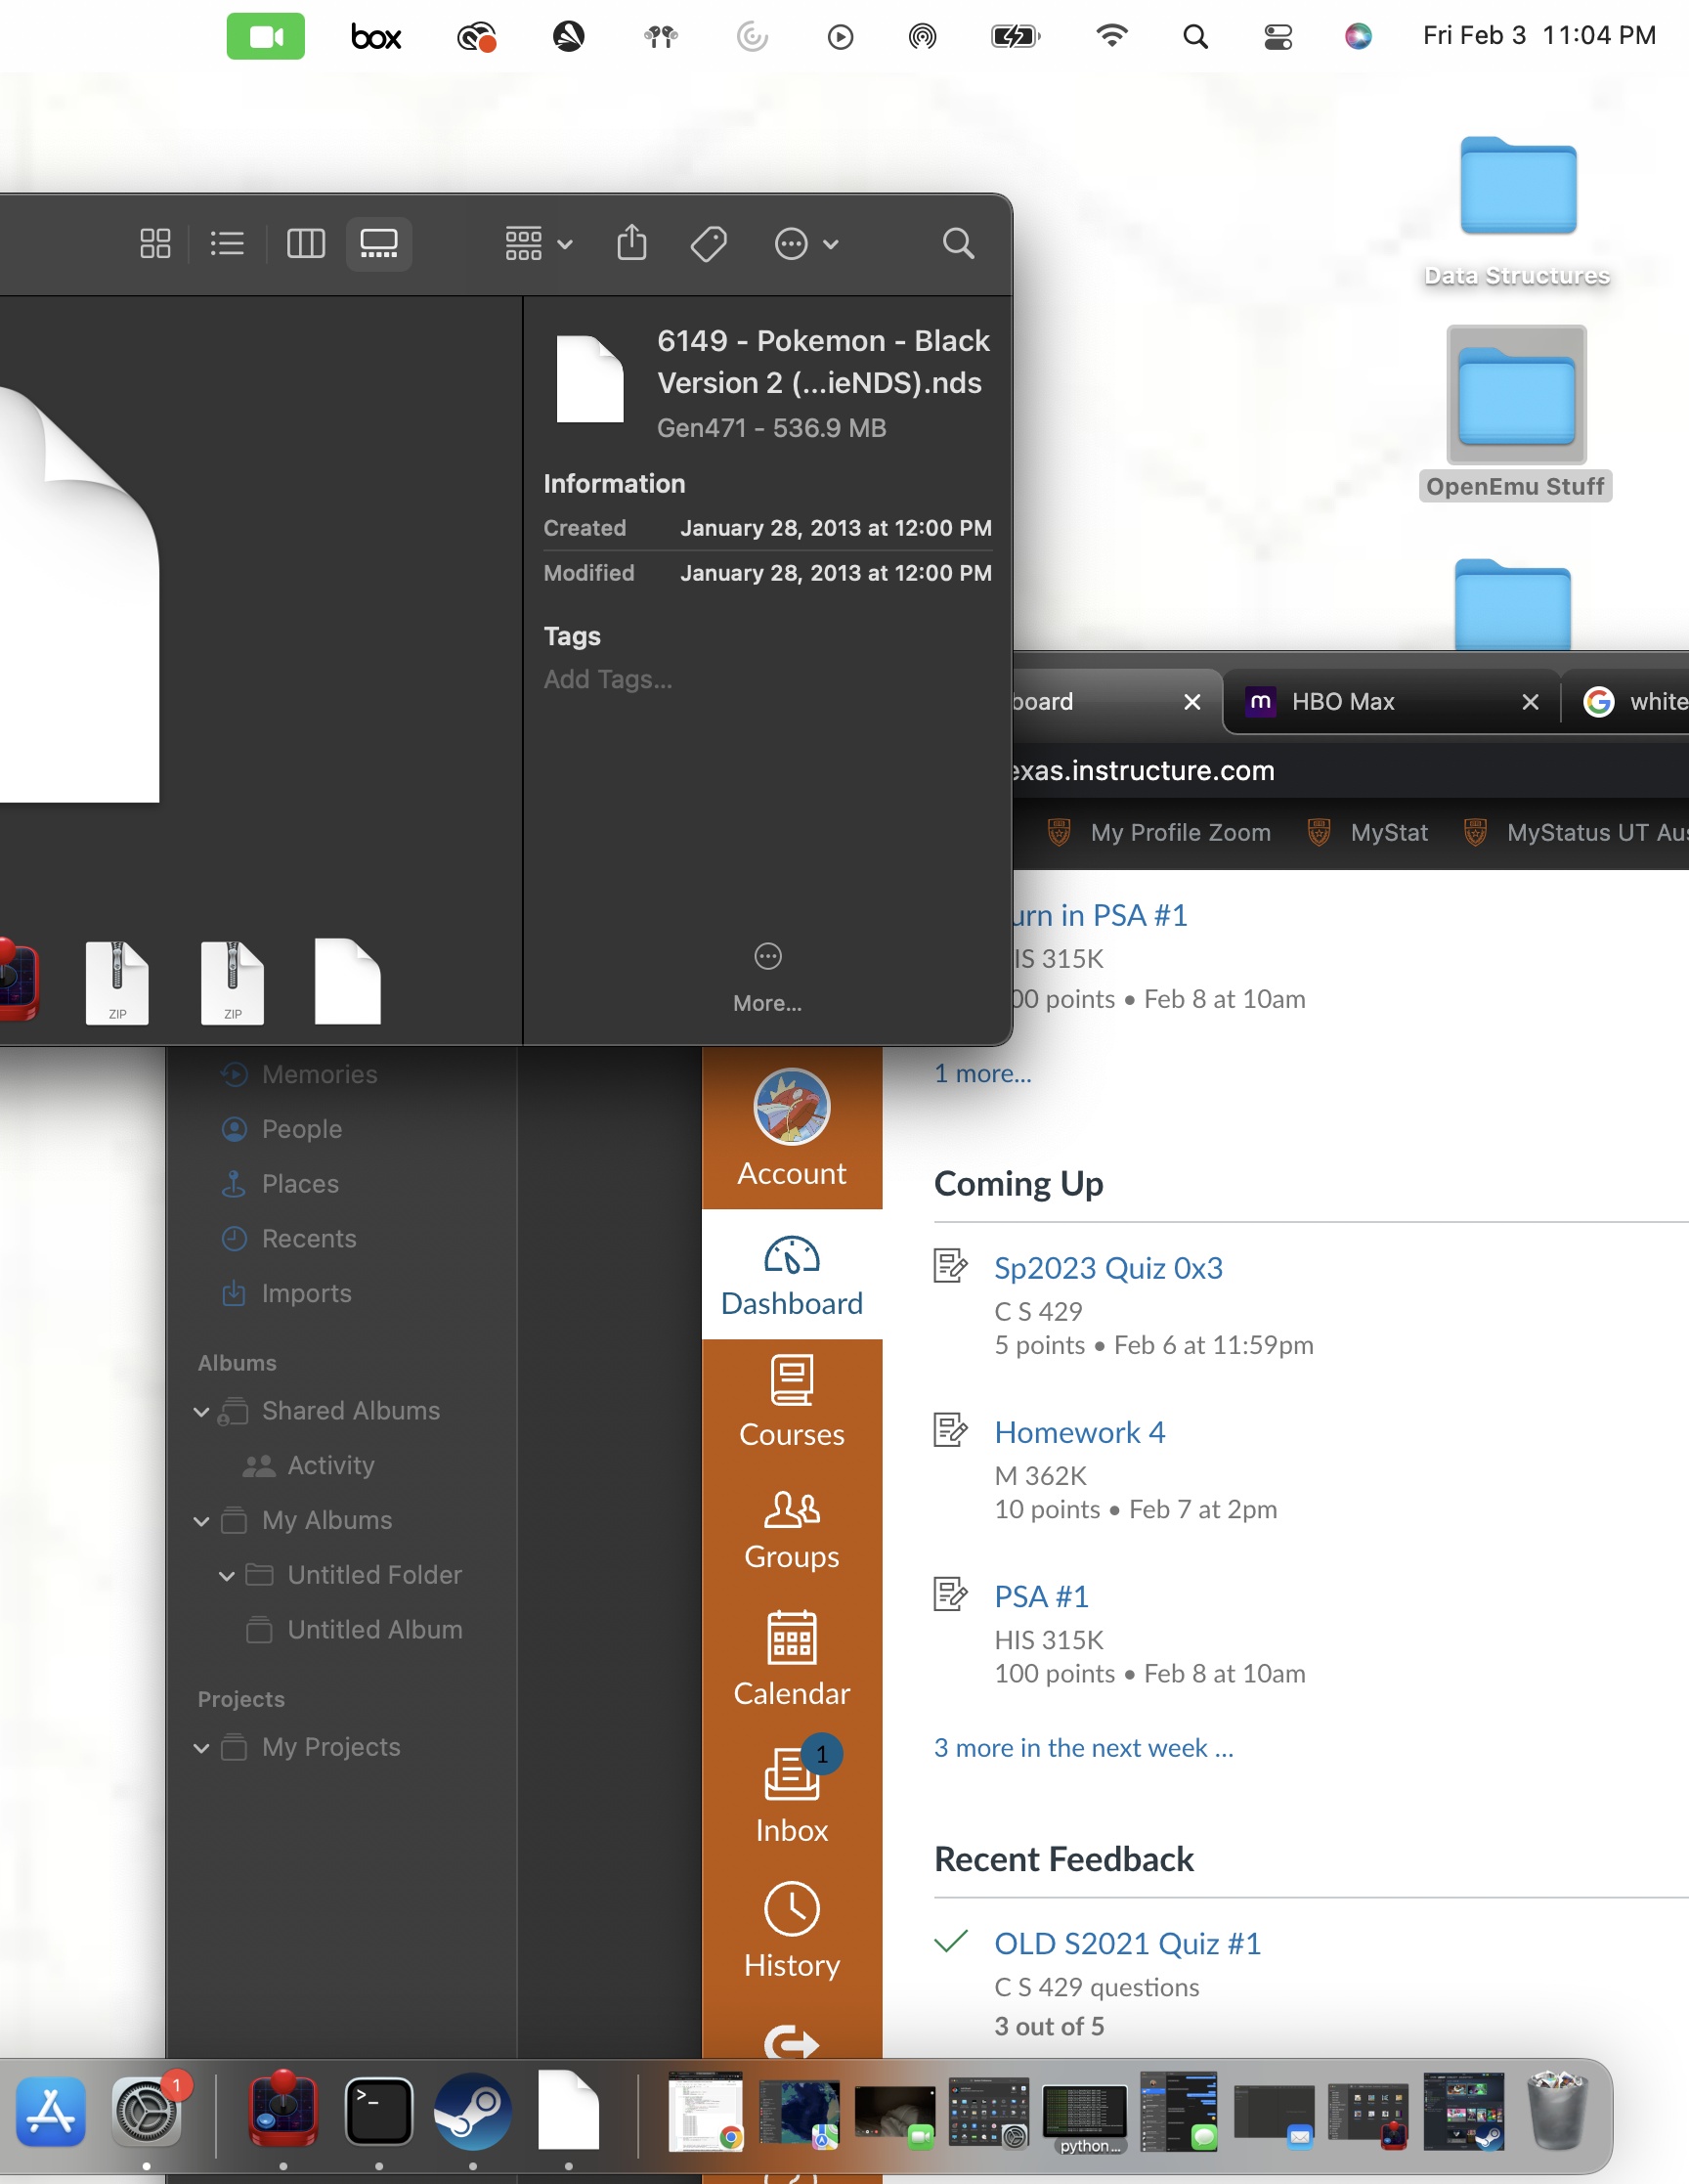 box
Fri Feb 3 11:04 PM
Data Structures
OpenEmu Stuff
6149 - Pokemon - Black
Version 2 (...ieNDS).nds
Gen471 - 536.9 MB
Information
Created January 28, 2013 at 12:00 PM
Modified January 28, 2013 at 12:00 PM
Tags
Add Tags...
More...
ZIP
ZIP
board
HBO Max
white
exas.instructure.com
My Profile Zoom
MyStat
MyStatus UT Aus
urn in PSA #1
IS 315K
00 points • Feb 8 at 10am
1 more...
Memories
People
Places
Recents
Imports
Albums
Shared Albums
Activity
My Albums
Untitled Folder
Untitled Album
Projects
My Projects
Account
Dashboard
Courses
Groups
Calendar
1
Inbox
History
Coming Up
Sp2023 Quiz 0x3
C S 429
5 points • Feb 6 at 11:59pm
Homework 4
M 362K
10 points • Feb 7 at 2pm
PSA #1
HIS 315K
100 points • Feb 8 at 10am
3 more in the next week ...
Recent Feedback
OLD S2021 Quiz #1
C S 429 questions
3 out of 5
1
python...